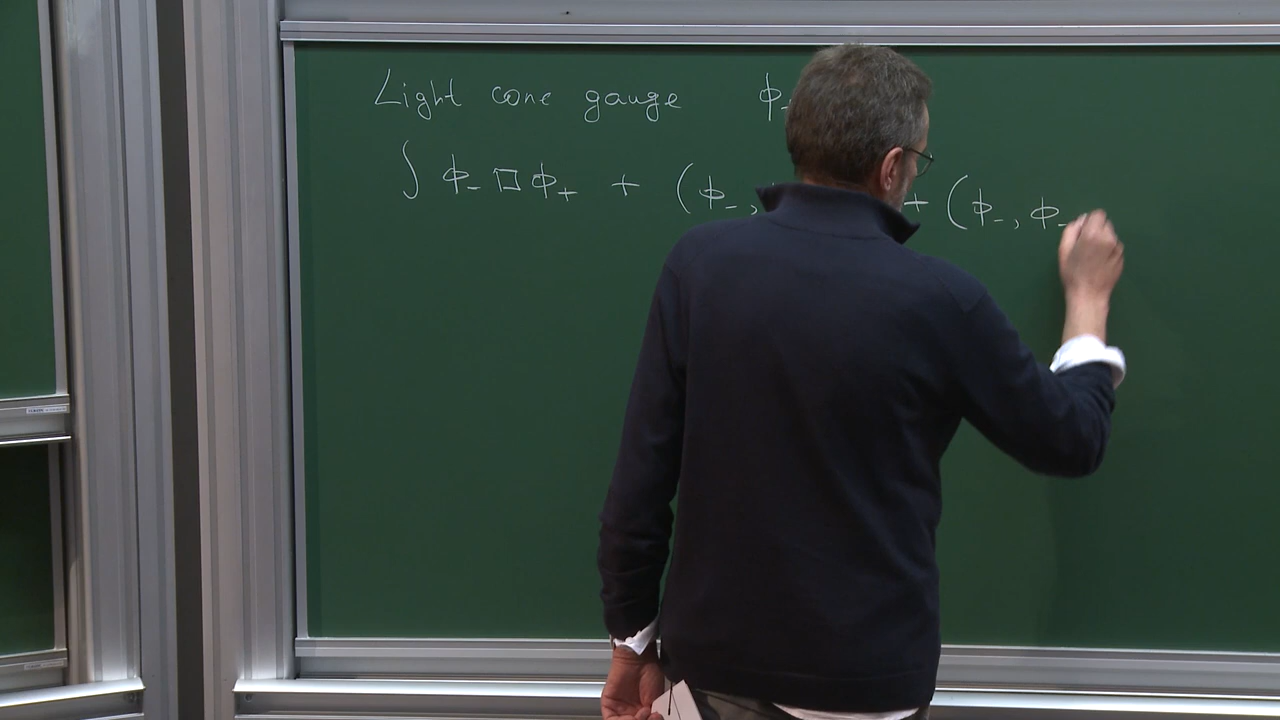 Light cone gauge ϕ₋
∫ ϕ₋ □ ϕ₊ + (ϕ₋, + (ϕ₋, ϕ₋